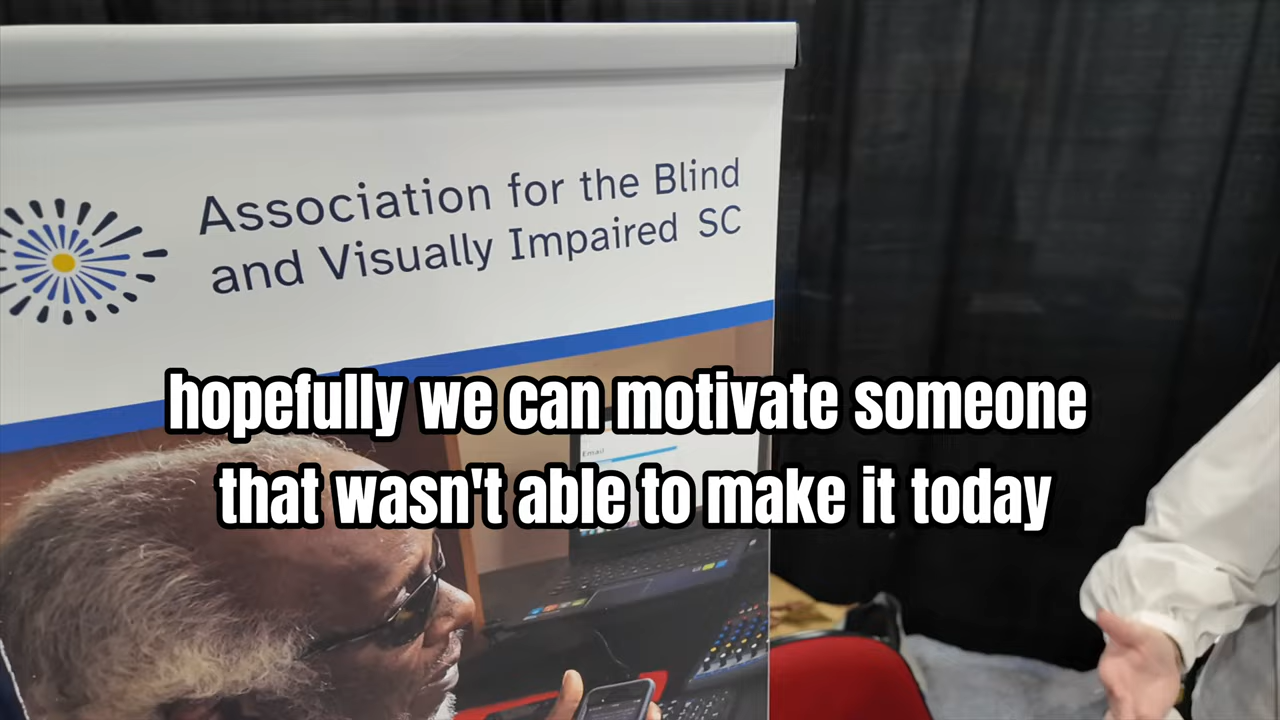 Association for the Blind
and Visually Impaired SC
hopefully we can motivate someone
Email
that wasn't able to make it today